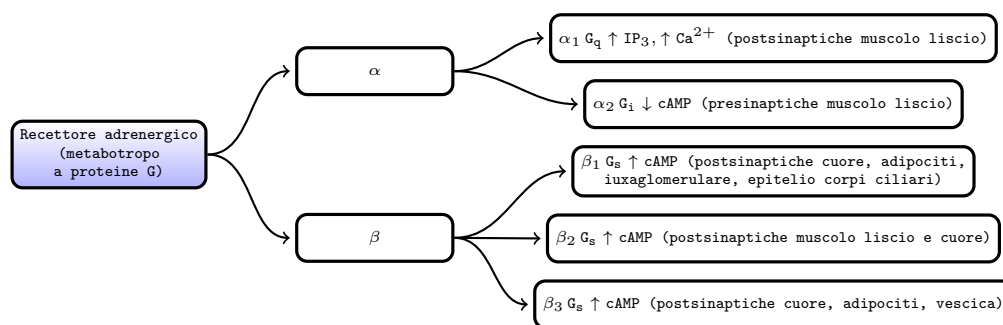 Recettore adrenergico
(metabotropo
a proteine G)
α
β
α₁ Gq ↑ IP₃, ↑ Ca²⁺ (postsinaptiche muscolo liscio)
α₂ Gi ↓ cAMP (presinaptiche muscolo liscio)
β₁ Gs ↑ cAMP (postsinaptiche cuore, adipociti,
iuxaglomerulare, epitelio corpi ciliari)
β₂ Gs ↑ cAMP (postsinaptiche muscolo liscio e cuore)
β₃ Gs ↑ cAMP (postsinaptiche cuore, adipociti, vescica)